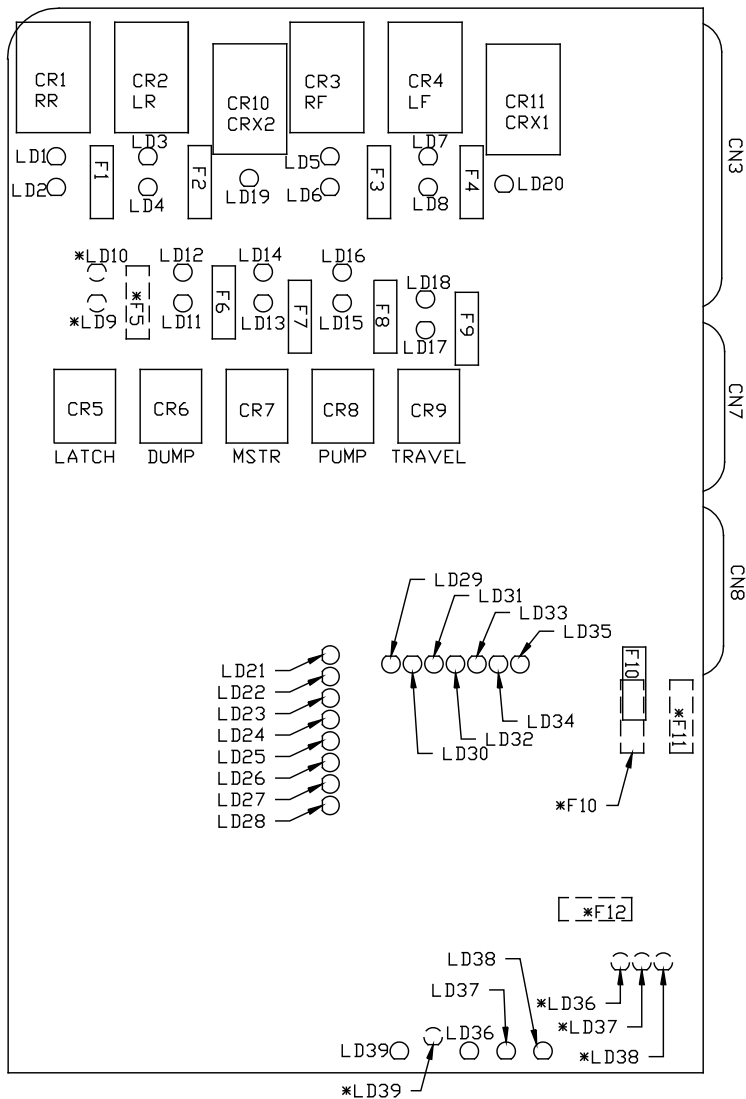 CR1
RR
CR2
LR
CR10
CRX2
CR3
RF
CR4
LF
CR11
CRX1
CN3
LD1
LD2
F1
LD3
LD4
F2
LD19
LD5
LD6
F3
LD7
LD8
F4
LD20
*LD10
*LD9
*F5
LD12
LD11
F6
LD14
LD13
F7
LD16
LD15
F8
LD18
LD17
F9
CN7
CR5
LATCH
CR6
DUMP
CR7
MSTR
CR8
PUMP
CR9
TRAVEL
CN8
LD29
LD31
LD33
LD35
LD21
LD22
LD23
LD24
LD25
LD26
LD27
LD28
LD34
LD32
LD30
F10
*F11
*F10
*F12
LD38
LD37
LD36
LD39
*LD39
*LD36
*LD37
*LD38